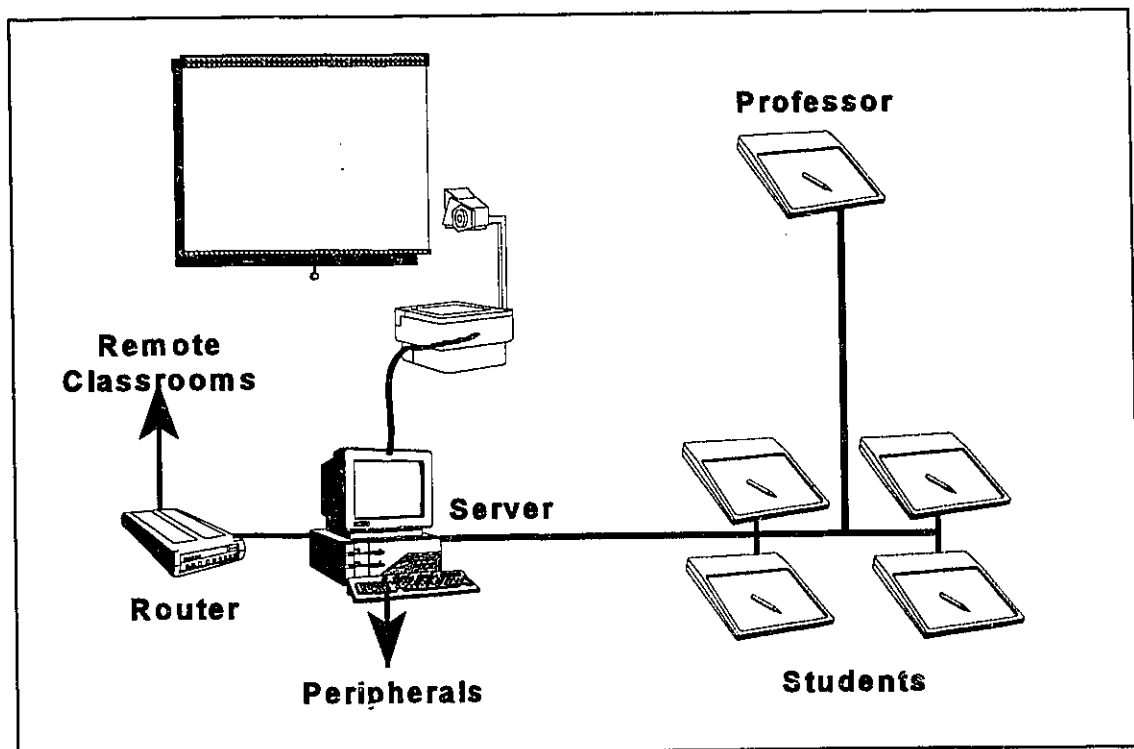 Professor
Remote
Classrooms
Server
Router
Peripherals
Students